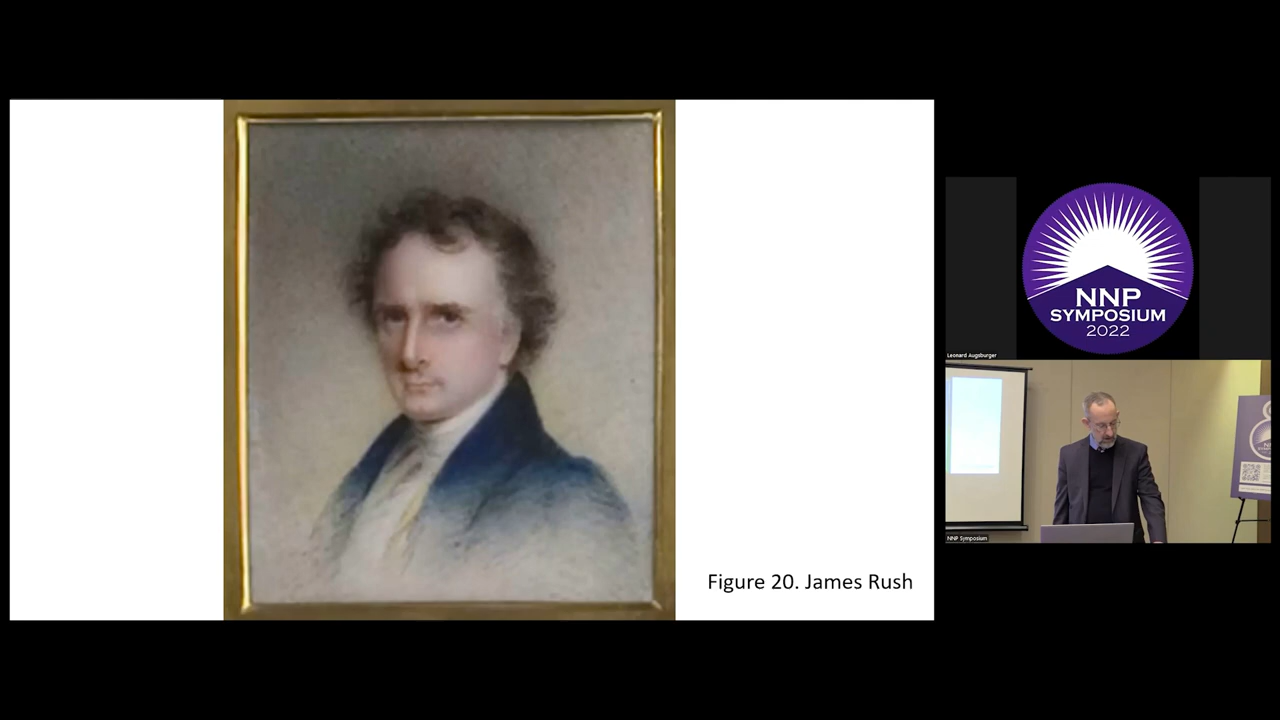 Figure 20. James Rush
NNP
SYMPOSIUM
2022
Leonard Augsburger
NNP Symposium